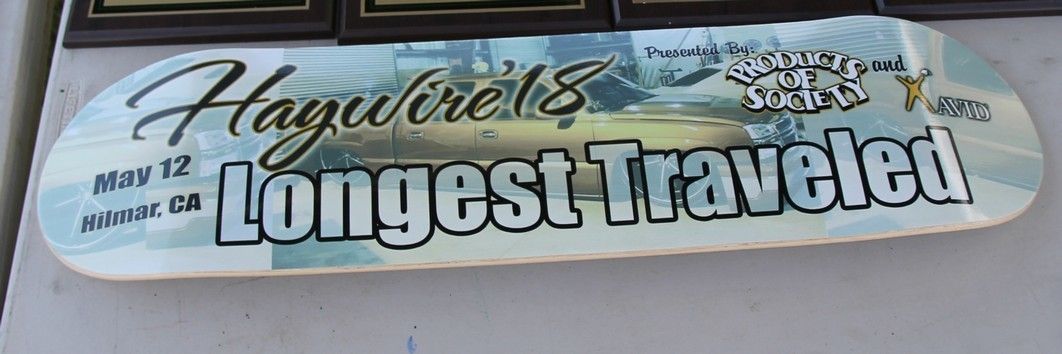 Haywire '18
Presented By:
PRODUCTS
OF
SOCIETY
and
AVID
May 12
Hilmar, CA
Longest Traveled